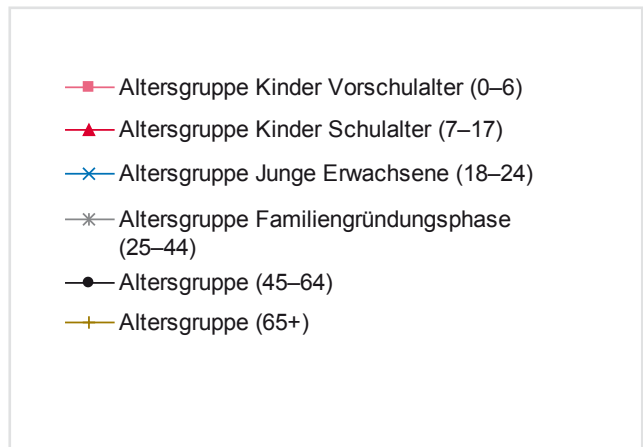 Altersgruppe Kinder Vorschulalter (0–6)
Altersgruppe Kinder Schulalter (7–17)
Altersgruppe Junge Erwachsene (18–24)
Altersgruppe Familiengründungsphase
(25–44)
Altersgruppe (45–64)
Altersgruppe (65+)